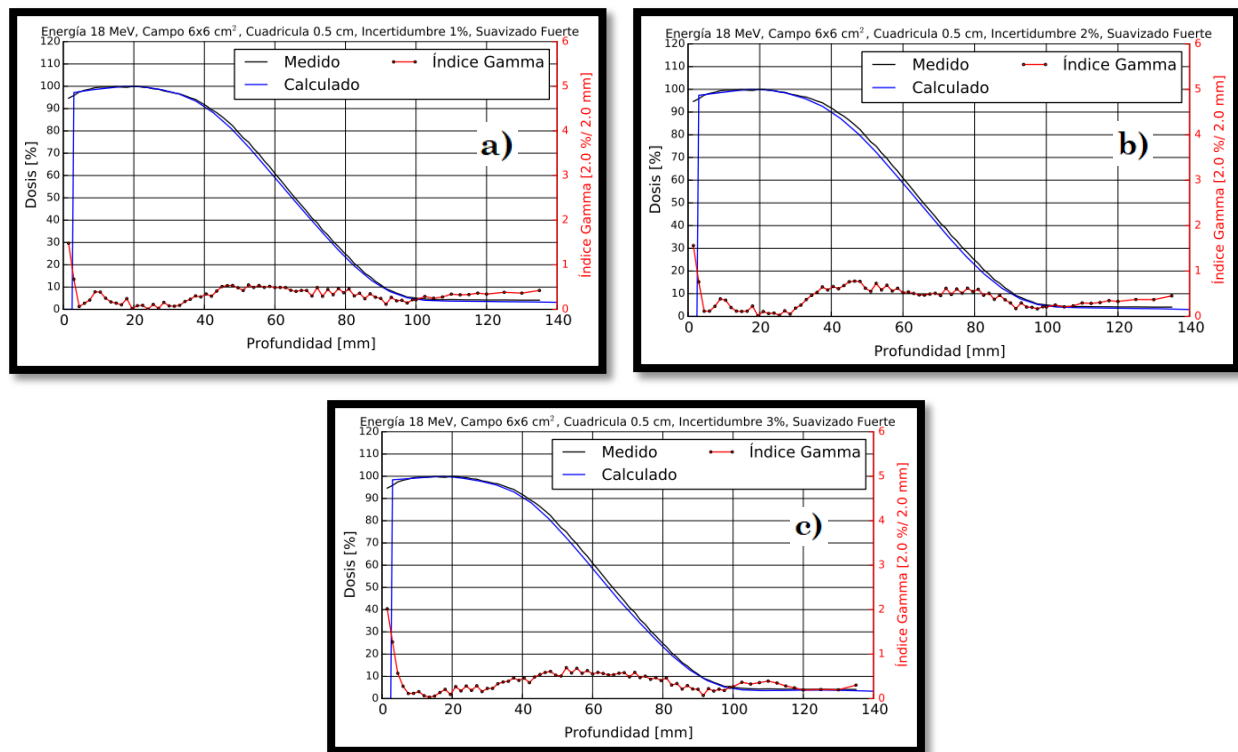 Energía 18 MeV, Campo 6x6 cm², Cuadricula 0.5 cm, Incertidumbre 1%, Suavizado Fuerte
120
110
100
90
80
70
60
50
40
30
20
10
0
Dosis [%]
Medido
Calculado
Índice Gamma
a)
6
5
4
3
2
1
0
Índice Gamma [2.0 %/ 2.0 mm]
0 20 40 60 80 100 120 140
Profundidad [mm]
Energía 18 MeV, Campo 6x6 cm², Cuadricula 0.5 cm, Incertidumbre 2%, Suavizado Fuerte
120
110
100
90
80
70
60
50
40
30
20
10
0
Dosis [%]
Medido
Calculado
Índice Gamma
b)
6
5
4
3
2
1
0
Índice Gamma [2.0 %/ 2.0 mm]
0 20 40 60 80 100 120 140
Profundidad [mm]
Energía 18 MeV, Campo 6x6 cm², Cuadricula 0.5 cm, Incertidumbre 3%, Suavizado Fuerte
120
110
100
90
80
70
60
50
40
30
20
10
0
Dosis [%]
Medido
Calculado
Índice Gamma
c)
6
5
4
3
2
1
0
Índice Gamma [2.0 %/ 2.0 mm]
0 20 40 60 80 100 120 140
Profundidad [mm]